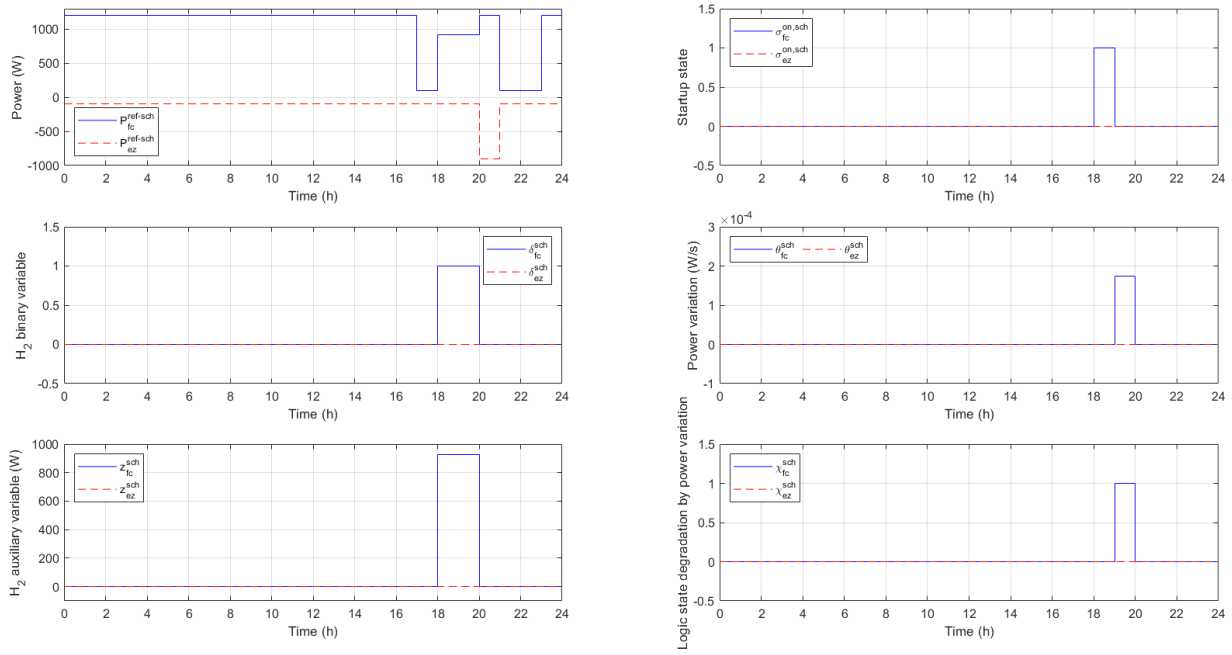 1000
500
0
-500
-1000
Power (W)
P_fc^ref-sch
P_ez^ref-sch
0 2 4 6 8 10 12 14 16 18 20 22 24
Time (h)
1.5
1
0.5
0
-0.5
Startup state
σ_fc^on,sch
σ_ez^on,sch
0 2 4 6 8 10 12 14 16 18 20 22 24
Time (h)
1.5
1
0.5
0
-0.5
H₂ binary variable
δ_fc^sch
δ_ez^sch
0 2 4 6 8 10 12 14 16 18 20 22 24
Time (h)
×10⁻⁴
3
2
1
0
-1
Power variation (W/s)
θ_fc^sch θ_ez^sch
0 2 4 6 8 10 12 14 16 18 20 22 24
Time (h)
1000
800
600
400
200
0
H₂ auxiliary variable (W)
z_fc^sch
z_ez^sch
0 2 4 6 8 10 12 14 16 18 20 22 24
Time (h)
1.5
1
0.5
0
-0.5
Logic state degradation by power variation
χ_fc^sch
χ_ez^sch
0 2 4 6 8 10 12 14 16 18 20 22 24
Time (h)